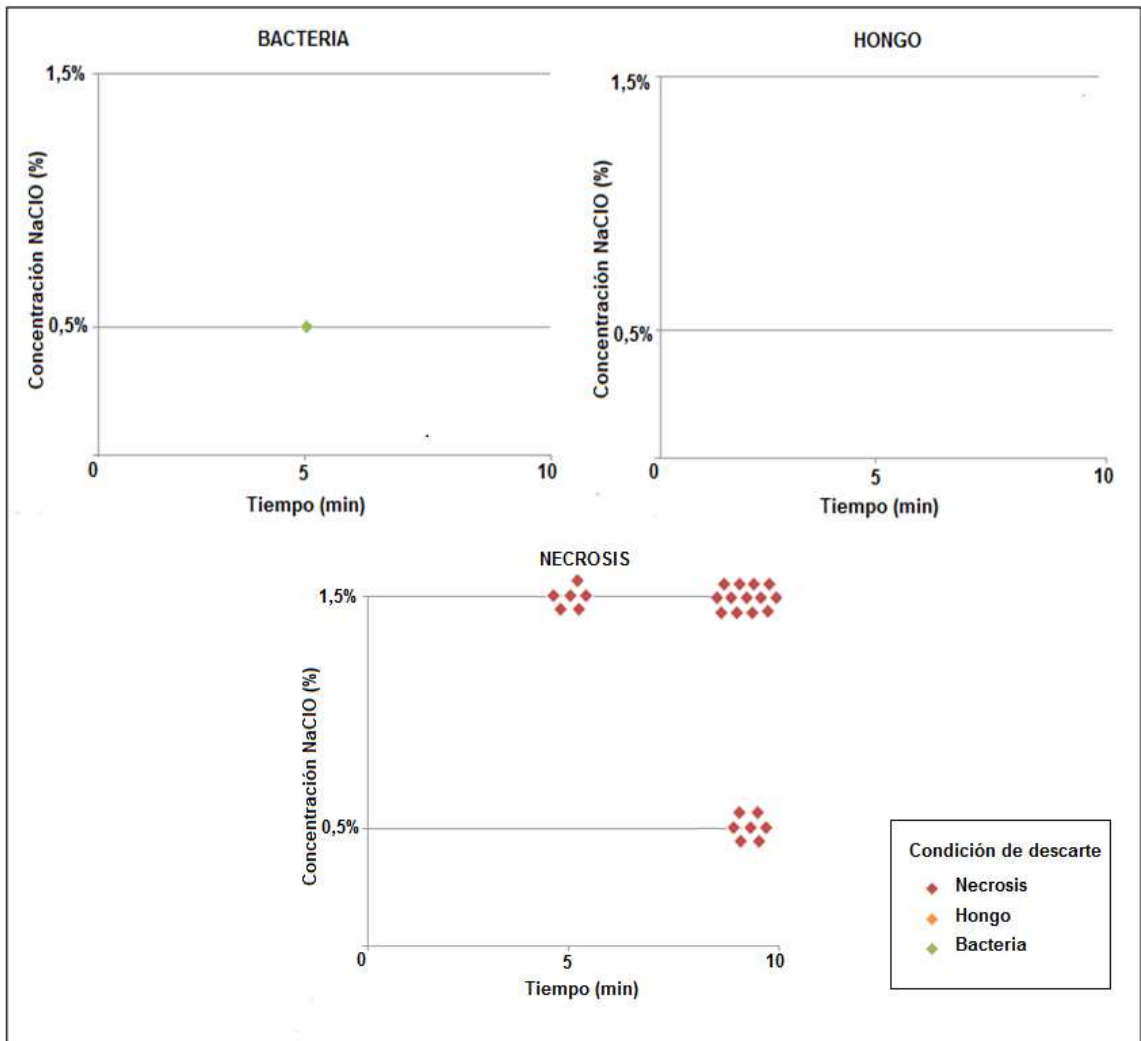 BACTERIA
1,5%
Concentración NaClO (%)
0,5%
0
5
10
Tiempo (min)
HONGO
1,5%
Concentración NaClO (%)
0,5%
0
5
10
Tiempo (min)
NECROSIS
1,5%
Concentración NaClO (%)
0,5%
0
5
10
Tiempo (min)
Condición de descarte
Necrosis
Hongo
Bacteria